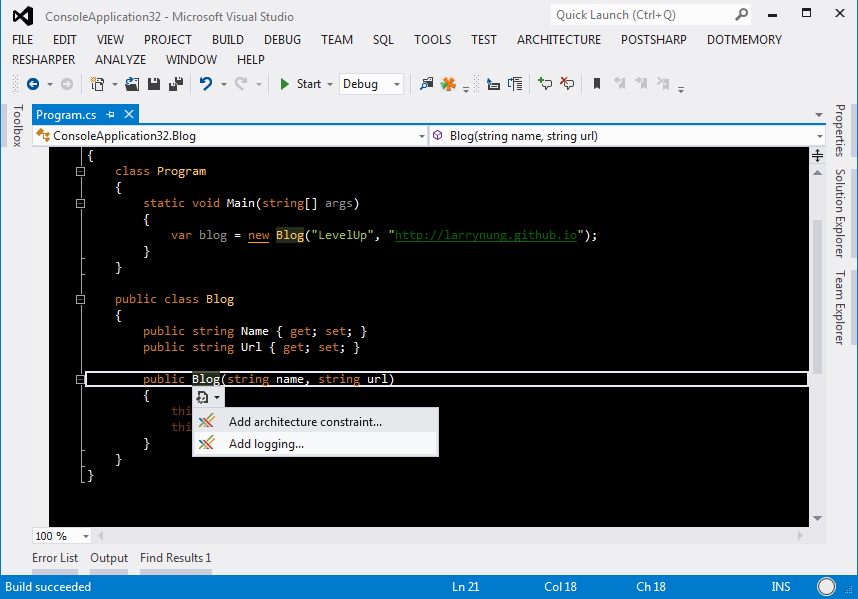 ConsoleApplication32 - Microsoft Visual Studio
Quick Launch (Ctrl+Q)
FILE EDIT VIEW PROJECT BUILD DEBUG TEAM SQL TOOLS TEST ARCHITECTURE POSTSHARP DOTMEMORY
RESHARPER ANALYZE WINDOW HELP
Start Debug
Toolbox
Program.cs
ConsoleApplication32.Blog
Blog(string name, string url)
Properties
Solution Explorer
Team Explorer
{
class Program
{
static void Main(string[] args)
{
var blog = new Blog("LevelUp", "http://larrynung.github.io");
}
}
public class Blog
{
public string Name { get; set; }
public string Url { get; set; }
public Blog(string name, string url)
{
thi
thi
Add architecture constraint...
Add logging...
}
}
}
100 %
Error List Output Find Results 1
Build succeeded Ln 21 Col 18 Ch 18 INS